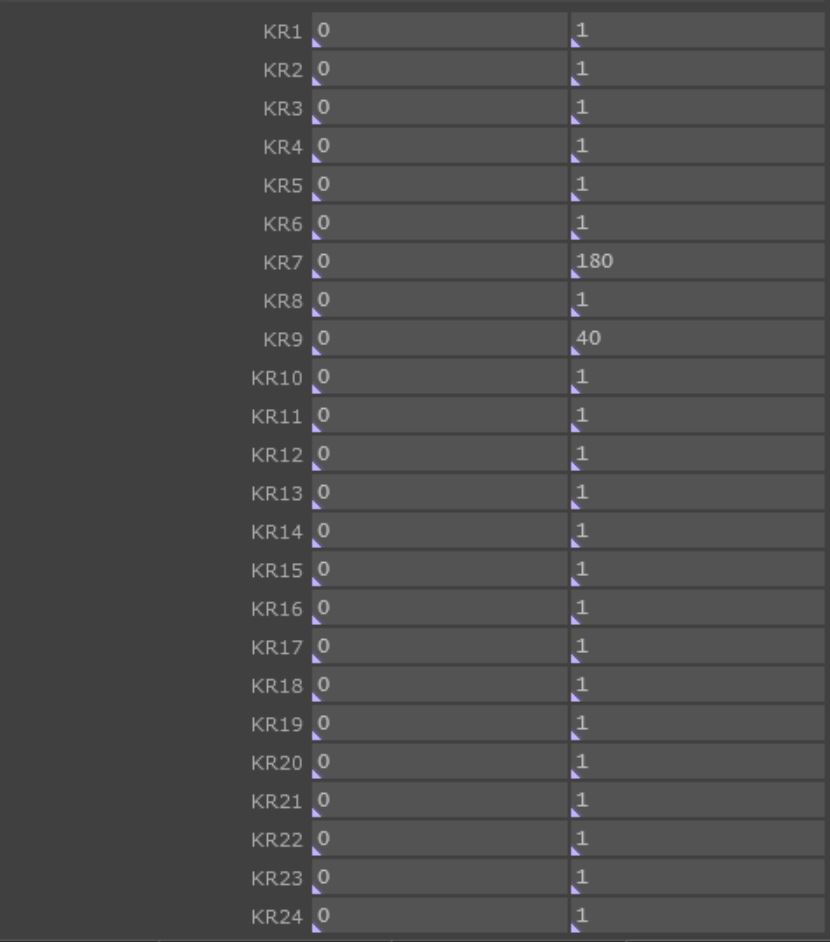 KR1 0 1
KR2 0 1
KR3 0 1
KR4 0 1
KR5 0 1
KR6 0 1
KR7 0 180
KR8 0 1
KR9 0 40
KR10 0 1
KR11 0 1
KR12 0 1
KR13 0 1
KR14 0 1
KR15 0 1
KR16 0 1
KR17 0 1
KR18 0 1
KR19 0 1
KR20 0 1
KR21 0 1
KR22 0 1
KR23 0 1
KR24 0 1